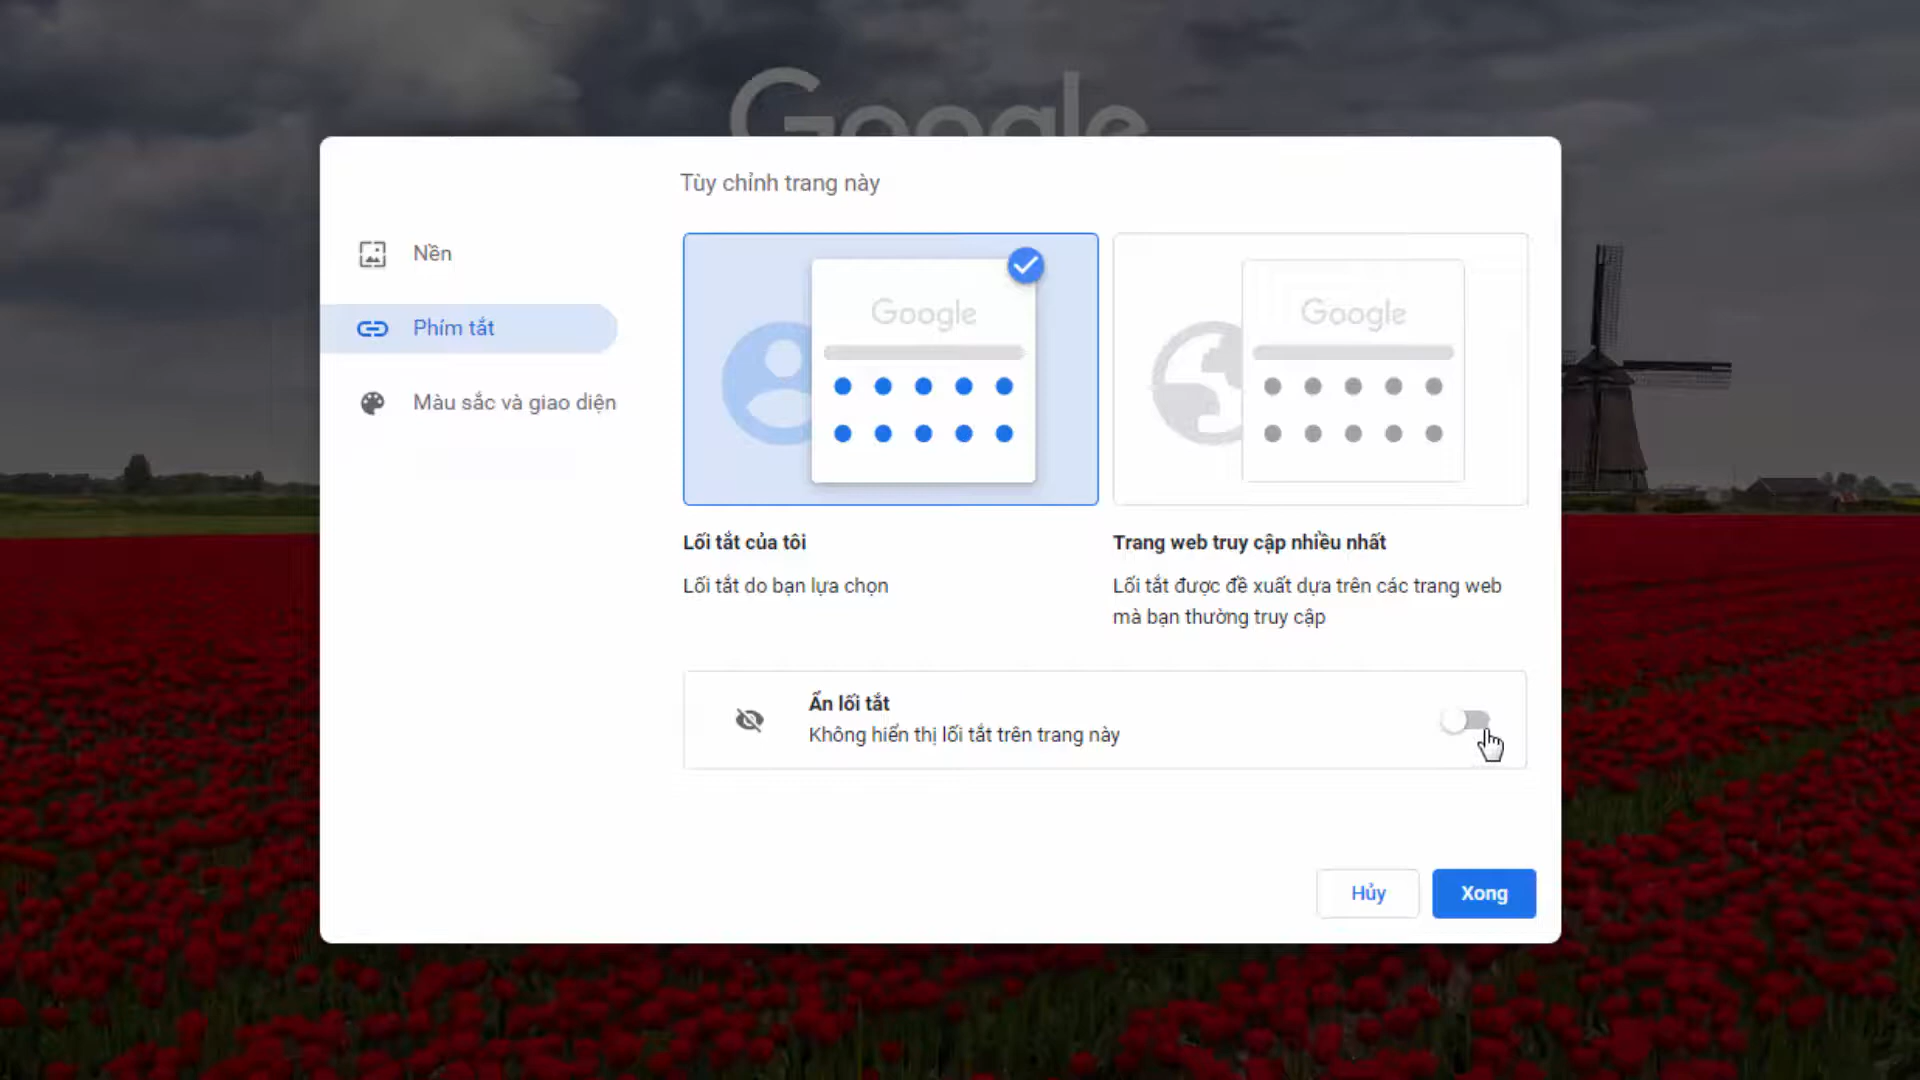 Google
Tùy chỉnh trang này
Nền
Phím tắt
Màu sắc và giao diện
Google
Google
Lối tắt của tôi
Lối tắt do bạn lựa chọn
Trang web truy cập nhiều nhất
Lối tắt được đề xuất dựa trên các trang web
mà bạn thường truy cập
Ẩn lối tắt
Không hiển thị lối tắt trên trang này
Hủy
Xong